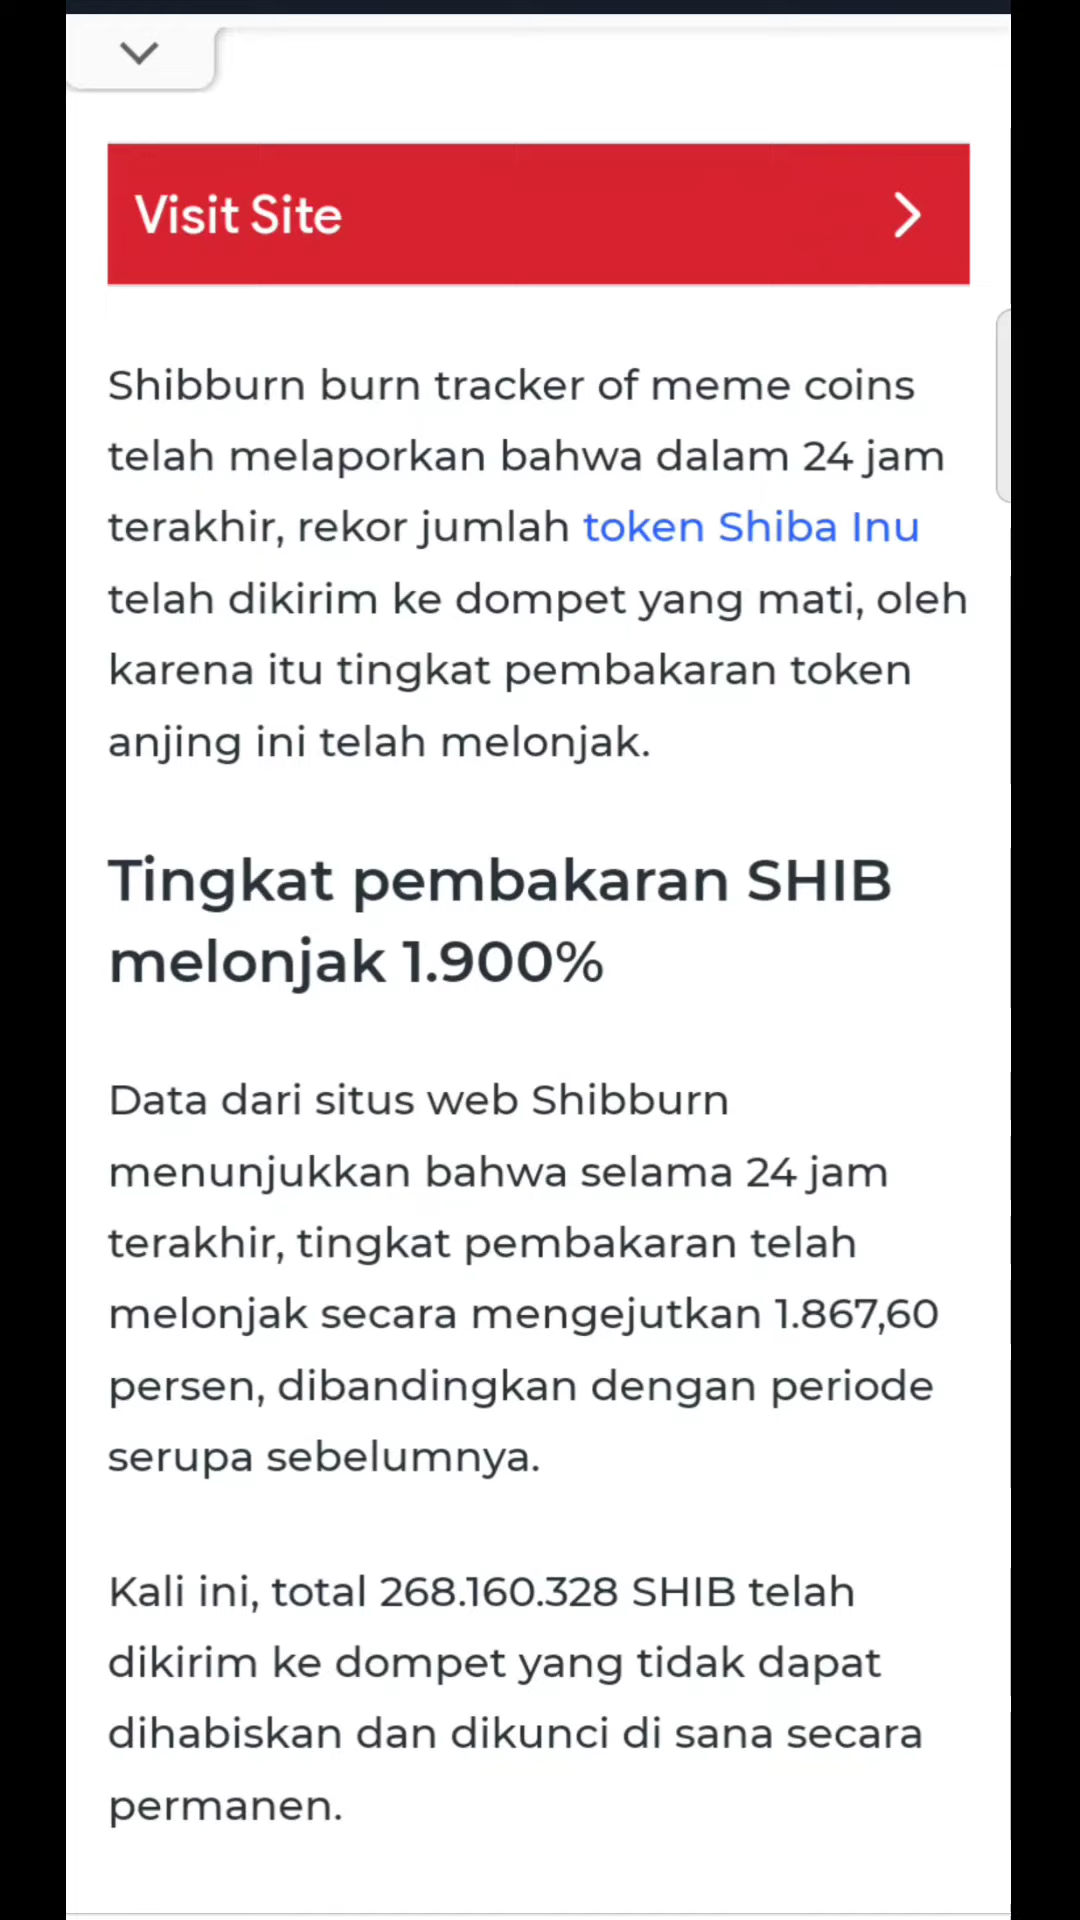 Visit Site
Shibburn burn tracker of meme coins
telah melaporkan bahwa dalam 24 jam
terakhir, rekor jumlah token Shiba Inu
telah dikirim ke dompet yang mati, oleh
karena itu tingkat pembakaran token
anjing ini telah melonjak.
Tingkat pembakaran SHIB
melonjak 1.900%
Data dari situs web Shibburn
menunjukkan bahwa selama 24 jam
terakhir, tingkat pembakaran telah
melonjak secara mengejutkan 1.867,60
persen, dibandingkan dengan periode
serupa sebelumnya.
Kali ini, total 268.160.328 SHIB telah
dikirim ke dompet yang tidak dapat
dihabiskan dan dikunci di sana secara
permanen.